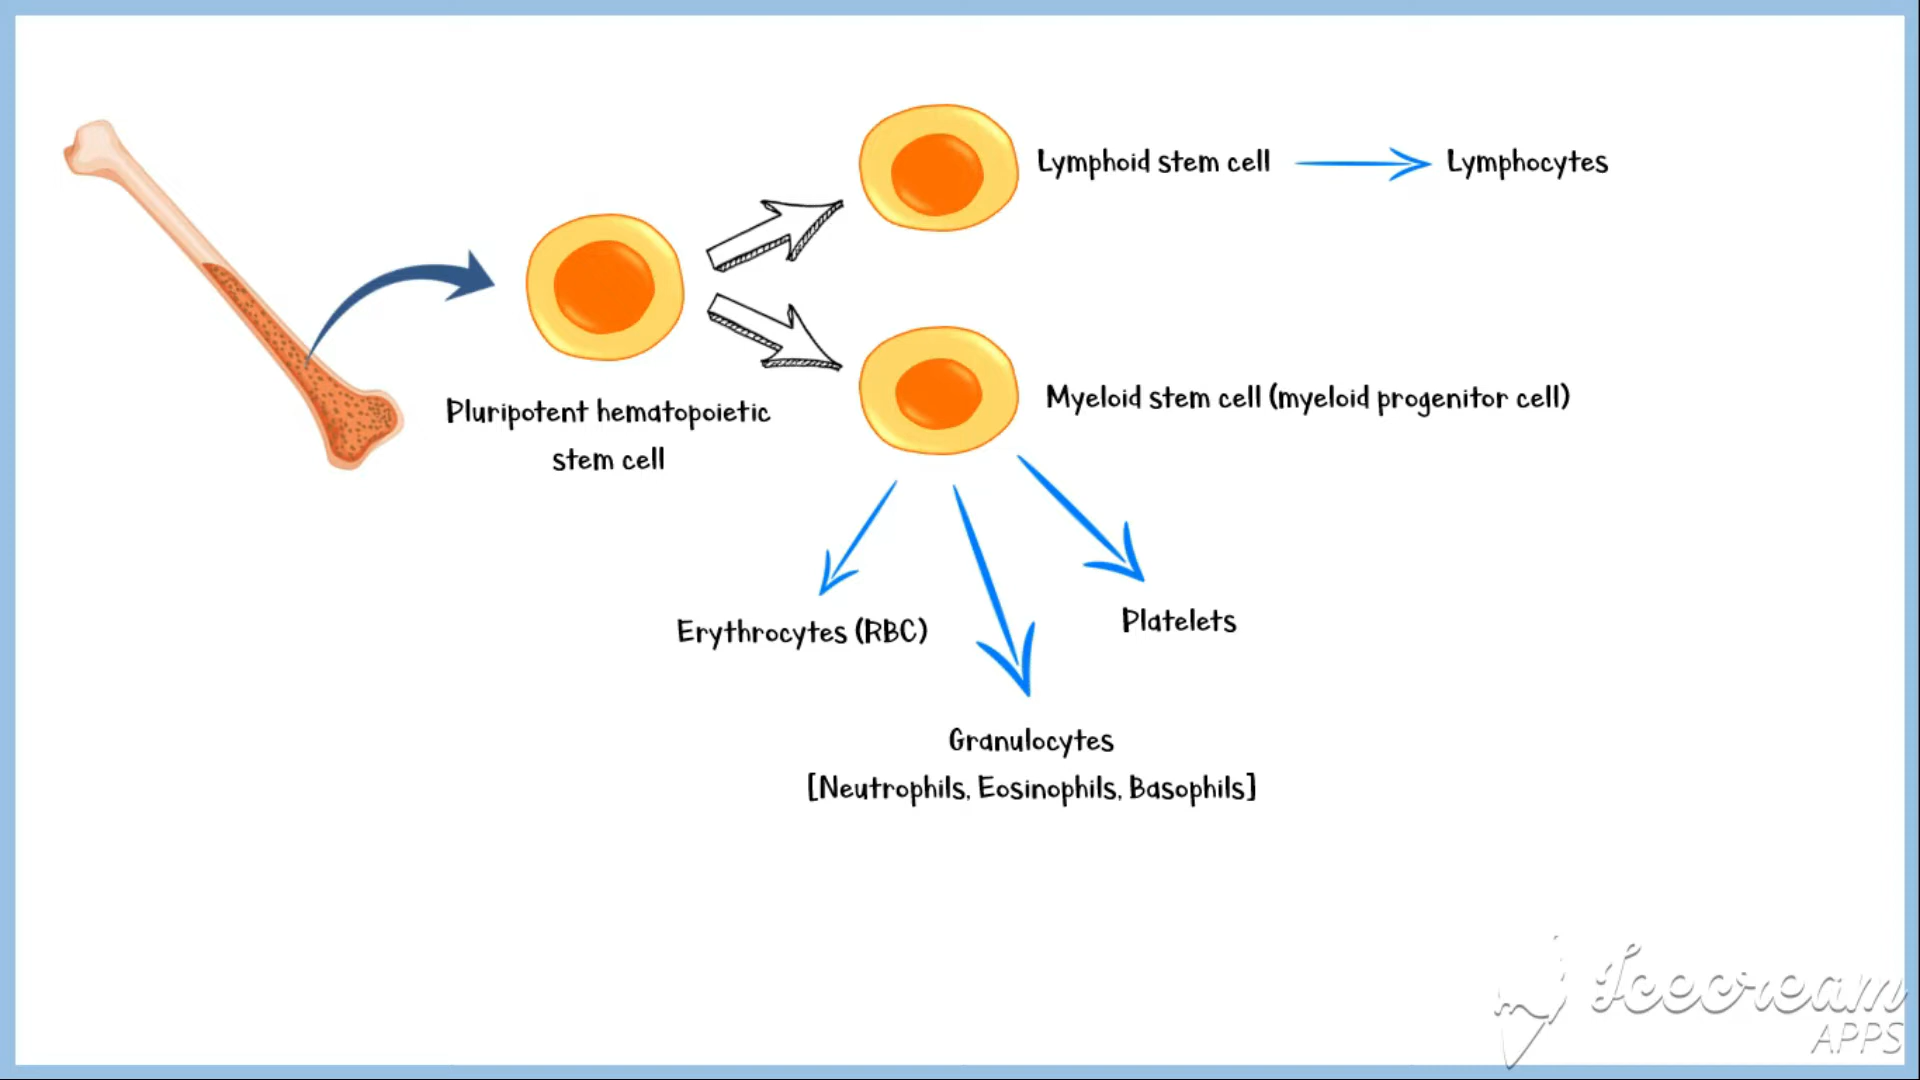 Lymphoid stem cell
Lymphocytes
Pluripotent hematopoietic
stem cell
Myeloid stem cell (myeloid progenitor cell)
Erythrocytes (RBC)
Platelets
Granulocytes
[Neutrophils, Eosinophils, Basophils]
Icecream
APPS